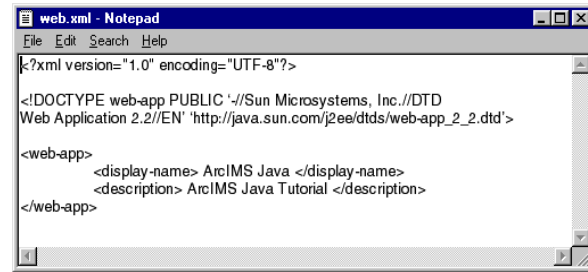 web.xml - Notepad
File Edit Search Help
<?xml version="1.0" encoding="UTF-8"?>
<!DOCTYPE web-app PUBLIC ‘-//Sun Microsystems, Inc.//DTD
Web Application 2.2//EN’ ‘http://java.sun.com/j2ee/dtds/web-app_2_2.dtd’>
<web-app>
<display-name> ArcIMS Java </display-name>
<description> ArcIMS Java Tutorial </description>
</web-app>